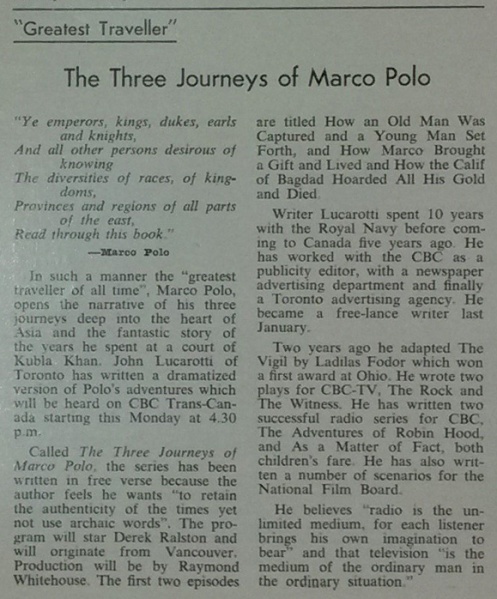 "Greatest Traveller"
The Three Journeys of Marco Polo
"Ye emperors, kings, dukes, earls
and knights,
And all other persons desirous of
knowing
The diversities of races, of king-
doms,
Provinces and regions of all parts
of the east,
Read through this book."
—Marco Polo
In such a manner the "greatest
traveller of all time", Marco Polo,
opens the narrative of his three
journeys deep into the heart of
Asia and the fantastic story of
the years he spent at a court of
Kubla Khan. John Lucarotti of
Toronto has written a dramatized
version of Polo's adventures which
will be heard on CBC Trans-Can-
ada starting this Monday at 4.30
p.m.
Called The Three Journeys of
Marco Polo, the series has been
written in free verse because the
author feels he wants "to retain
the authenticity of the times yet
not use archaic words". The pro-
gram will star Derek Ralston and
will originate from Vancouver.
Production will be by Raymond
Whitehouse. The first two episodes
are titled How an Old Man Was
Captured and a Young Man Set
Forth, and How Marco Brought
a Gift and Lived and How the Calif
of Bagdad Hoarded All His Gold
and Died.
Writer Lucarotti spent 10 years
with the Royal Navy before com-
ing to Canada five years ago. He
has worked with the CBC as a
publicity editor, with a newspaper
advertising department and finally
a Toronto advertising agency. He
became a free-lance writer last
January.
Two years ago he adapted The
Vigil by Ladilas Fodor which won
a first award at Ohio. He wrote two
plays for CBC-TV, The Rock and
The Witness. He has written two
successful radio series for CBC,
The Adventures of Robin Hood,
and As a Matter of Fact, both
children's fare. He has also writ-
ten a number of scenarios for the
National Film Board.
He believes "radio is the un-
limited medium, for each listener
brings his own imagination to
bear" and that television "is the
medium of the ordinary man in
the ordinary situation."